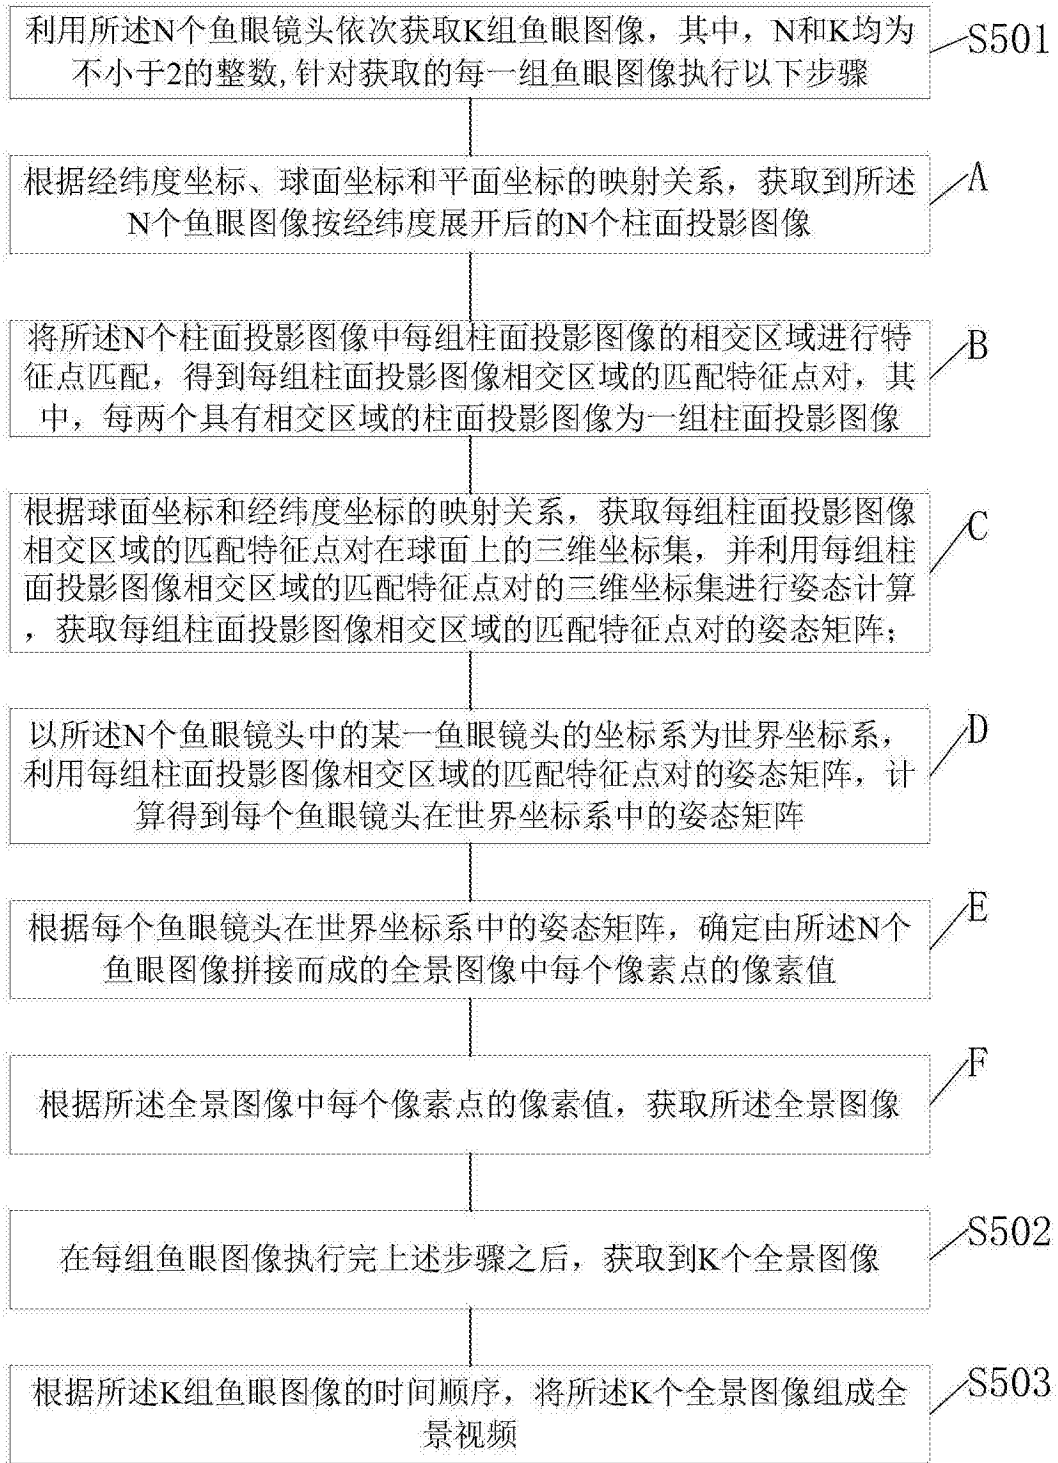 利用所述N个鱼眼镜头依次获取K组鱼眼图像，其中，N和K均为
不小于2的整数,针对获取的每一组鱼眼图像执行以下步骤
S501
根据经纬度坐标、球面坐标和平面坐标的映射关系，获取到所述
N个鱼眼图像按经纬度展开后的N个柱面投影图像
A
将所述N个柱面投影图像中每组柱面投影图像的相交区域进行特
征点匹配，得到每组柱面投影图像相交区域的匹配特征点对，其
中，每两个具有相交区域的柱面投影图像为一组柱面投影图像
B
根据球面坐标和经纬度坐标的映射关系，获取每组柱面投影图像
相交区域的匹配特征点对在球面上的三维坐标集，并利用每组柱
面投影图像相交区域的匹配特征点对的三维坐标集进行姿态计算
，获取每组柱面投影图像相交区域的匹配特征点对的姿态矩阵；
C
以所述N个鱼眼镜头中的某一鱼眼镜头的坐标系为世界坐标系，
利用每组柱面投影图像相交区域的匹配特征点对的姿态矩阵，计
算得到每个鱼眼镜头在世界坐标系中的姿态矩阵
D
根据每个鱼眼镜头在世界坐标系中的姿态矩阵，确定由所述N个
鱼眼图像拼接而成的全景图像中每个像素点的像素值
E
根据所述全景图像中每个像素点的像素值，获取所述全景图像
F
在每组鱼眼图像执行完上述步骤之后，获取到K个全景图像
S502
根据所述K组鱼眼图像的时间顺序，将所述K个全景图像组成全
景视频
S503